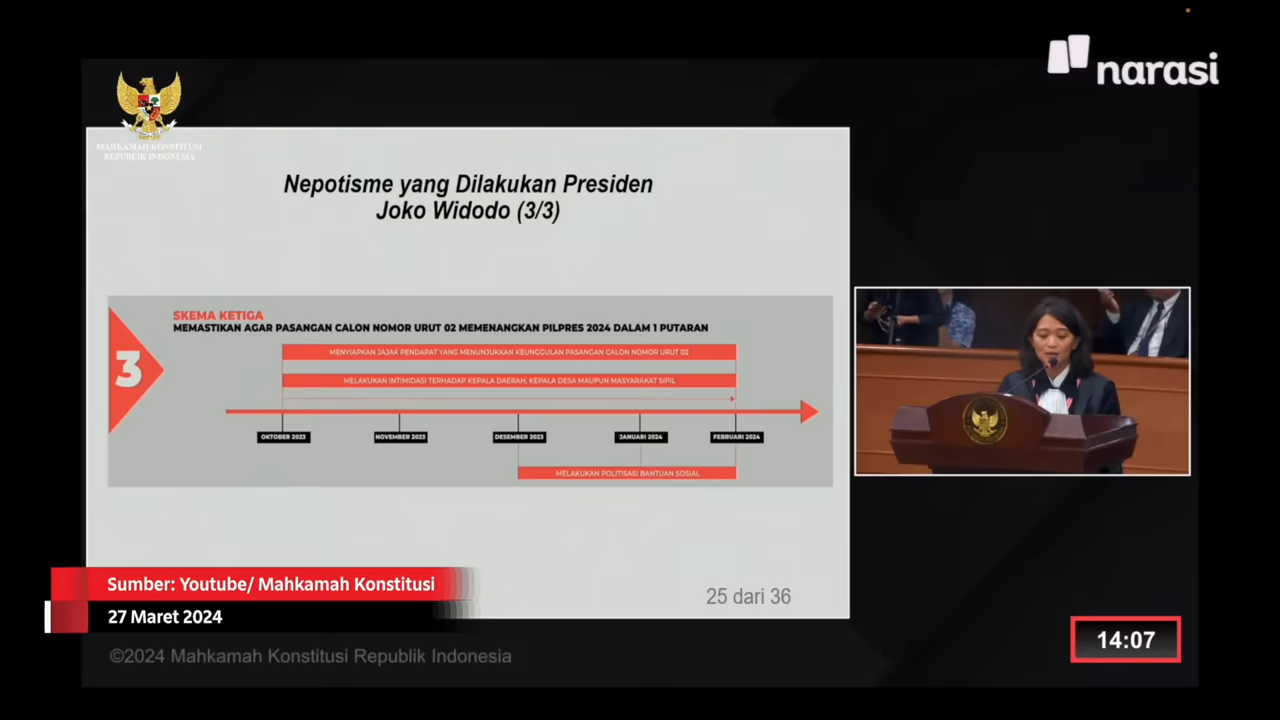 narasi
MAHKAMAH KONSTITUSI
REPUBLIK INDONESIA
Nepotisme yang Dilakukan Presiden
Joko Widodo (3/3)
3
SKEMA KETIGA
MEMASTIKAN AGAR PASANGAN CALON NOMOR URUT 02 MEMENANGKAN PILPRES 2024 DALAM 1 PUTARAN
MENYIAPKAN JAJAK PENDAPAT YANG MENUNJUKKAN KEUNGGULAN PASANGAN CALON NOMOR URUT 02
MELAKUKAN INTIMIDASI TERHADAP KEPALA DAERAH, KEPALA DESA MAUPUN MASYARAKAT SIPIL
OKTOBER 2023 NOVEMBER 2023 DESEMBER 2023 JANUARI 2024 FEBRUARI 2024
MELAKUKAN POLITISASI BANTUAN SOSIAL
25 dari 36
Sumber: Youtube/ Mahkamah Konstitusi
27 Maret 2024
14:07
©2024 Mahkamah Konstitusi Republik Indonesia